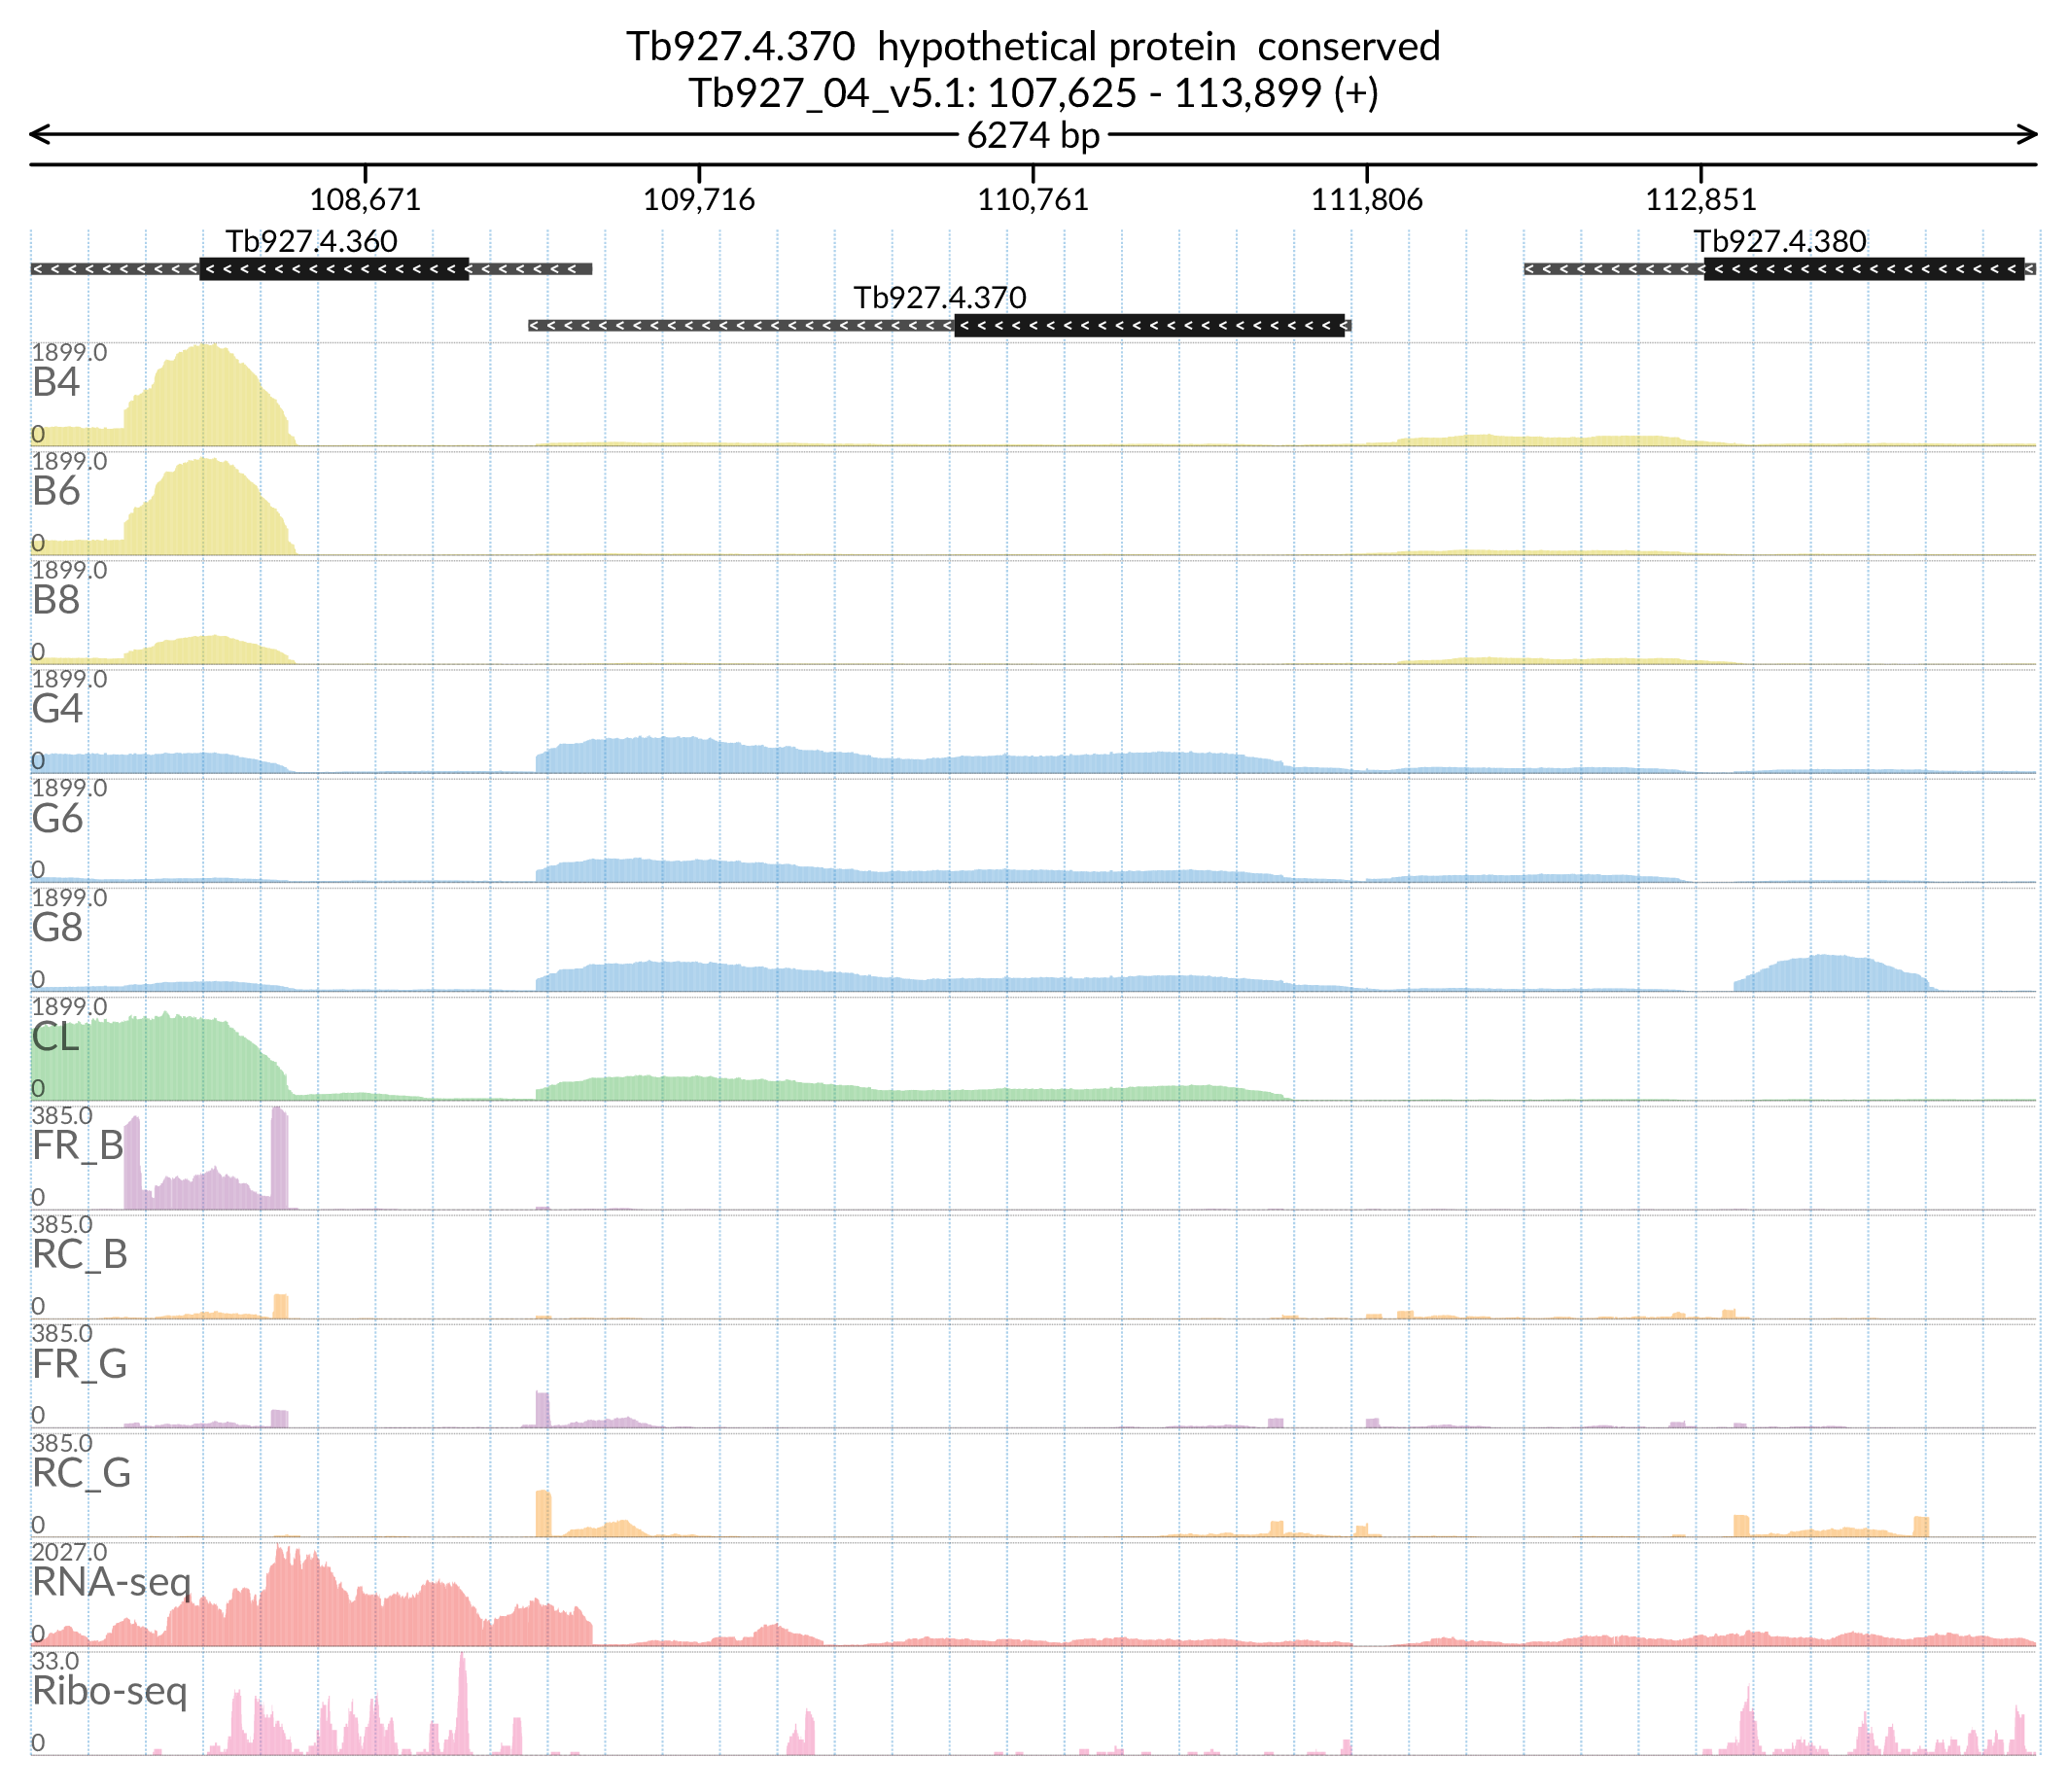 Tb927.4.370 hypothetical protein conserved
Tb927_04_v5.1: 107,625 - 113,899 (+)
6274 bp
108,671 109,716 110,761 111,806 112,851
Tb927.4.360 Tb927.4.380
Tb927.4.370
1899.0
B4
0
1899.0
B6
0
1899.0
B8
0
1899.0
G4
0
1899.0
G6
0
1899.0
G8
0
1899.0
CL
0
385.0
FR_B
0
385.0
RC_B
0
385.0
FR_G
0
385.0
RC_G
0
2027.0
RNA-seq
0
33.0
Ribo-seq
0